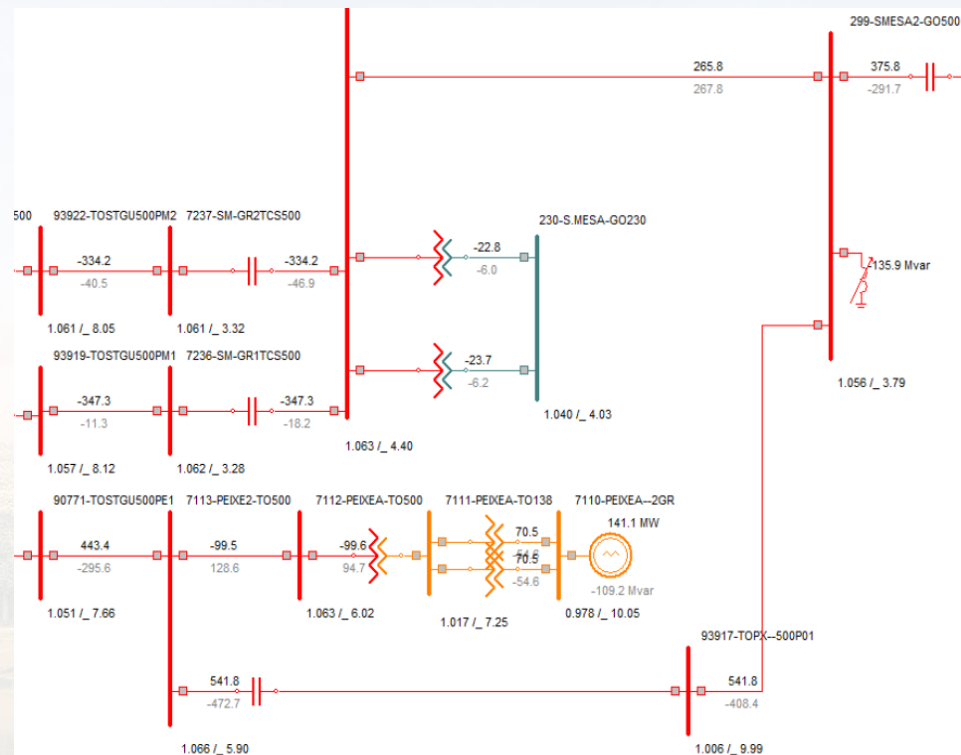 299-SMESA2-GO500
265.8
267.8
375.8
-291.7
500
93922-TOSTGU500PM2
7237-SM-GR2TCS500
230-S.MESA-GO230
-334.2
-40.5
-334.2
-46.9
-22.8
-6.0
-135.9 Mvar
1.061 /_ 8.05
1.061 /_ 3.32
93919-TOSTGU500PM1
7236-SM-GR1TCS500
-347.3
-11.3
-347.3
-18.2
-23.7
-6.2
1.056 /_ 3.79
1.040 /_ 4.03
1.063 /_ 4.40
1.057 /_ 8.12
1.062 /_ 3.28
90771-TOSTGU500PE1
7113-PEIXE2-TO500
7112-PEIXEA-TO500
7111-PEIXEA-TO138
7110-PEIXEA--2GR
443.4
-295.6
-99.5
128.6
-99.6
94.7
70.5
70.5
-54.6
141.1 MW
-109.2 Mvar
1.051 /_ 7.66
1.063 /_ 6.02
1.017 /_ 7.25
0.978 /_ 10.05
93917-TOPX--500P01
541.8
-472.7
541.8
-408.4
1.066 /_ 5.90
1.006 /_ 9.99